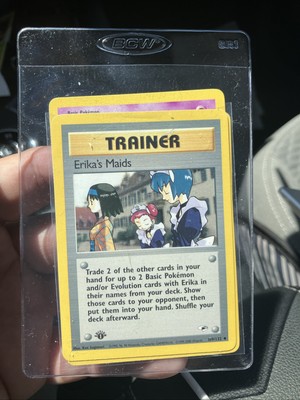 BCW
Basic Pokémon
TRAINER
Erika's Maids
Trade 2 of the other cards in your
hand for up to 2 Basic Pokémon
and/or Evolution cards with Erika in
their names from your deck. Show
those cards to your opponent, then
put them into your hand. Shuffle your
deck afterward.